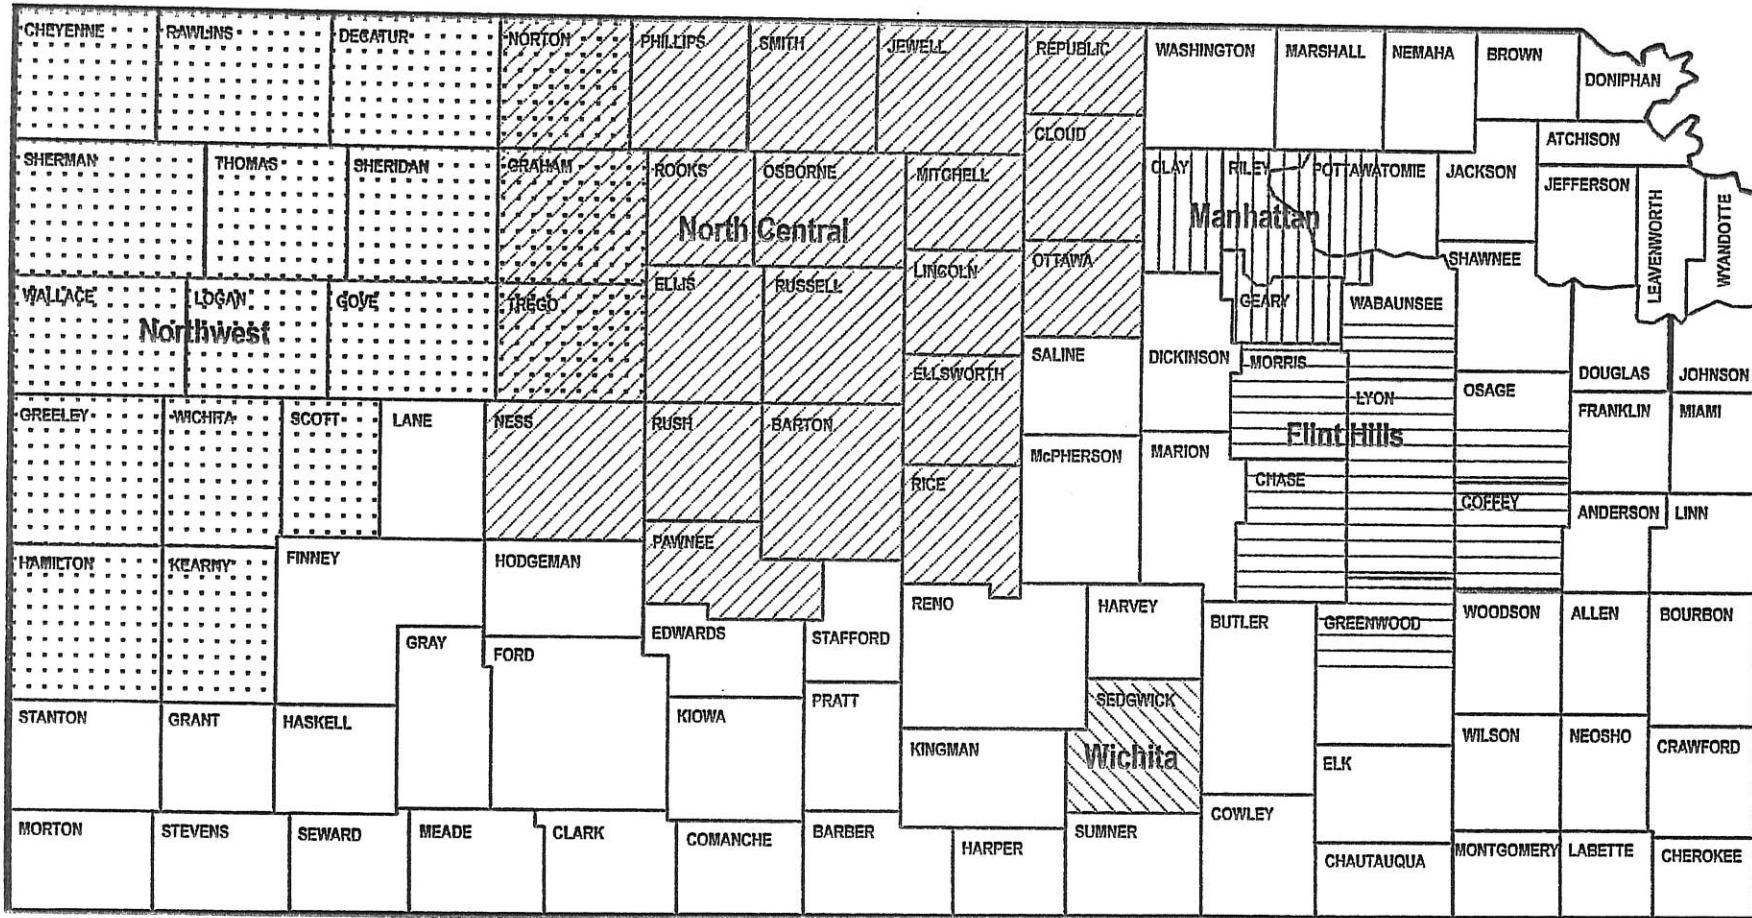 CHEYENNE
RAWLINS
DECATUR
NORTON
PHILLIPS
SMITH
JEWELL
REPUBLIC
WASHINGTON
MARSHALL
NEMAHA
BROWN
DONIPHAN
CLOUD
ATCHISON
SHERMAN
THOMAS
SHERIDAN
GRAHAM
ROOKS
OSBORNE
MITCHELL
CLAY
RILEY
POTTAWATOMIE
JACKSON
JEFFERSON
LEAVENWORTH
WYANDOTTE
North Central
Manhattan
OTTAWA
SHAWNEE
WALLACE
LOGAN
GOVE
TREGO
ELLIS
RUSSELL
LINCOLN
GEARY
WABAUNSEE
Northwest
SALINE
DICKINSON
MORRIS
ELLSWORTH
DOUGLAS
JOHNSON
LYON
OSAGE
GREELEY
WICHITA
SCOTT
LANE
NESS
RUSH
BARTON
FRANKLIN
MIAMI
Flint Hills
McPHERSON
MARION
RICE
CHASE
COFFEY
ANDERSON
LINN
HAMILTON
KEARNY
FINNEY
HODGEMAN
PAWNEE
RENO
HARVEY
BUTLER
GREENWOOD
WOODSON
ALLEN
BOURBON
GRAY
FORD
EDWARDS
STAFFORD
STANTON
GRANT
HASKELL
KIOWA
PRATT
SEDGWICK
KINGMAN
Wichita
ELK
WILSON
NEOSHO
CRAWFORD
MORTON
STEVENS
SEWARD
MEADE
CLARK
COMANCHE
BARBER
HARPER
SUMNER
COWLEY
CHAUTAUQUA
MONTGOMERY
LABETTE
CHEROKEE